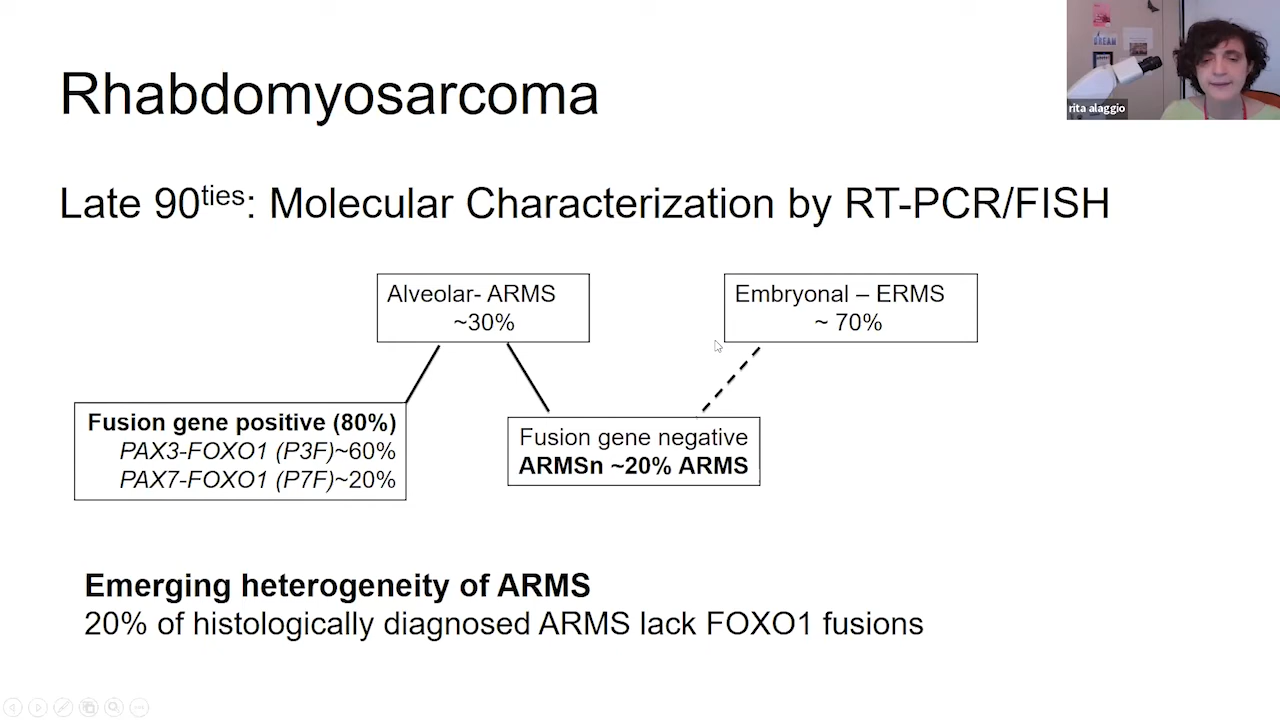 Rhabdomyosarcoma
DREAM
rita alaggio
Late 90ties: Molecular Characterization by RT-PCR/FISH
Alveolar- ARMS
~30%
Embryonal – ERMS
~ 70%
Fusion gene positive (80%)
PAX3-FOXO1 (P3F)~60%
PAX7-FOXO1 (P7F)~20%
Fusion gene negative
ARMSn ~20% ARMS
Emerging heterogeneity of ARMS
20% of histologically diagnosed ARMS lack FOXO1 fusions